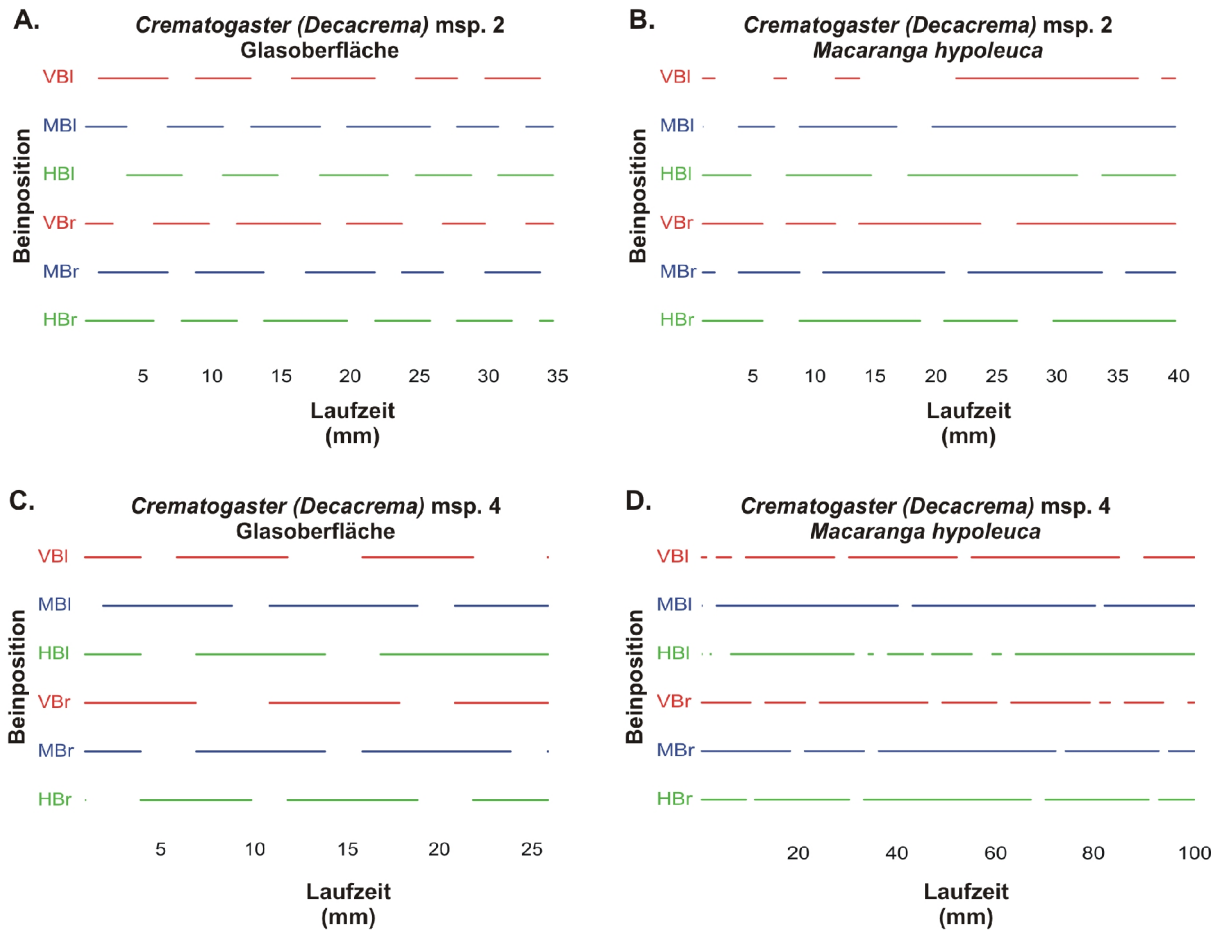 A.
Crematogaster (Decacrema) msp. 2
Glasoberfläche
Beinposition
VBl
MBl
HBl
VBr
MBr
HBr
5 10 15 20 25 30 35
Laufzeit
(mm)
B.
Crematogaster (Decacrema) msp. 2
Macaranga hypoleuca
Beinposition
VBl
MBl
HBl
VBr
MBr
HBr
5 10 15 20 25 30 35 40
Laufzeit
(mm)
C.
Crematogaster (Decacrema) msp. 4
Glasoberfläche
Beinposition
VBl
MBl
HBl
VBr
MBr
HBr
5 10 15 20 25
Laufzeit
(mm)
D.
Crematogaster (Decacrema) msp. 4
Macaranga hypoleuca
Beinposition
VBl
MBl
HBl
VBr
MBr
HBr
20 40 60 80 100
Laufzeit
(mm)